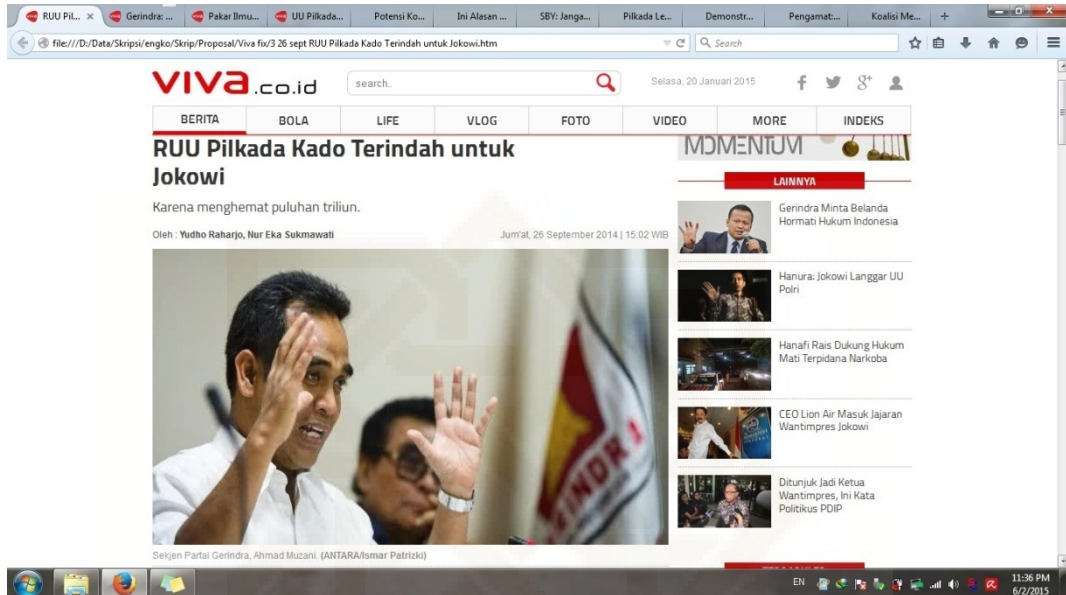 RUU Pil...
Gerindra: ...
Pakar Ilmu...
UU Pilkada...
Potensi Ko...
Ini Alasan ...
SBY: Janga...
Pilkada Le...
Demonstr...
Pengamat:...
Koalisi Me...
file:///D:/Data/Skripsi/engko/Skrip/Proposal/Viva fix/3 26 sept RUU Pilkada Kado Terindah untuk Jokowi.htm
Search
VIVA.co.id
search..
Selasa, 20 Januari 2015
BERITA BOLA LIFE VLOG FOTO VIDEO MORE INDEKS
RUU Pilkada Kado Terindah untuk
Jokowi
Karena menghemat puluhan triliun.
Oleh : Yudho Raharjo, Nur Eka Sukmawati
Jum'at, 26 September 2014 | 15:02 WIB
GERINDRA
Sekjen Partai Gerindra, Ahmad Muzani. (ANTARA/Ismar Patrizki)
MOMENTUM
LAINNYA
Gerindra Minta Belanda
Hormati Hukum Indonesia
Hanura: Jokowi Langgar UU
Polri
Hanafi Rais Dukung Hukum
Mati Terpidana Narkoba
CEO Lion Air Masuk Jajaran
Wantimpres Jokowi
Ditunjuk Jadi Ketua
Wantimpres, Ini Kata
Politikus PDIP
EN
11:36 PM
6/2/2015